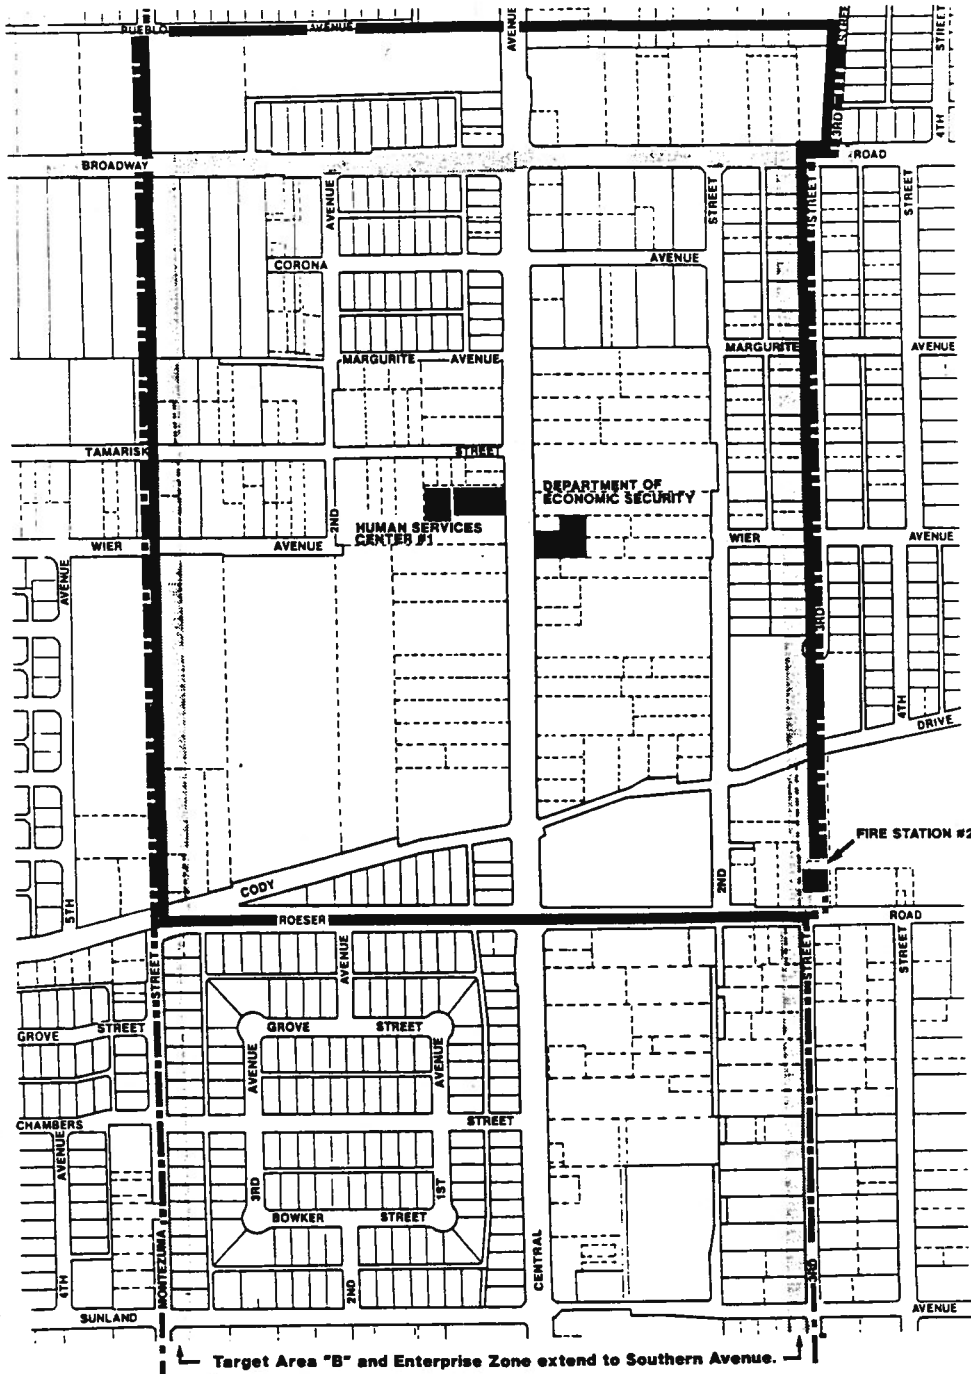 PUEBLO AVENUE
AVENUE
STREET
STREET
3RD
4TH
BROADWAY
ROAD
AVENUE
STREET
STREET
STREET
CORONA
AVENUE
MARGURITE AVENUE
MARGURITE
AVENUE
TAMARISK
STREET
DEPARTMENT OF
ECONOMIC SECURITY
2ND
HUMAN SERVICES
CENTER #1
WIER
AVENUE
WIER
AVENUE
AVENUE
3RD
4TH
DRIVE
FIRE STATION #2
CODY
2ND
5TH
ROESER
ROAD
STREET
AVENUE
STREET
STREET
GROVE
STREET
GROVE
STREET
AVENUE
AVENUE
CHAMBERS
STREET
AVENUE
3RD
1ST
BOWKER
STREET
MONTEZUMA
CENTRAL
4TH
2ND
3RD
SUNLAND
AVENUE
Target Area "B" and Enterprise Zone extend to Southern Avenue.